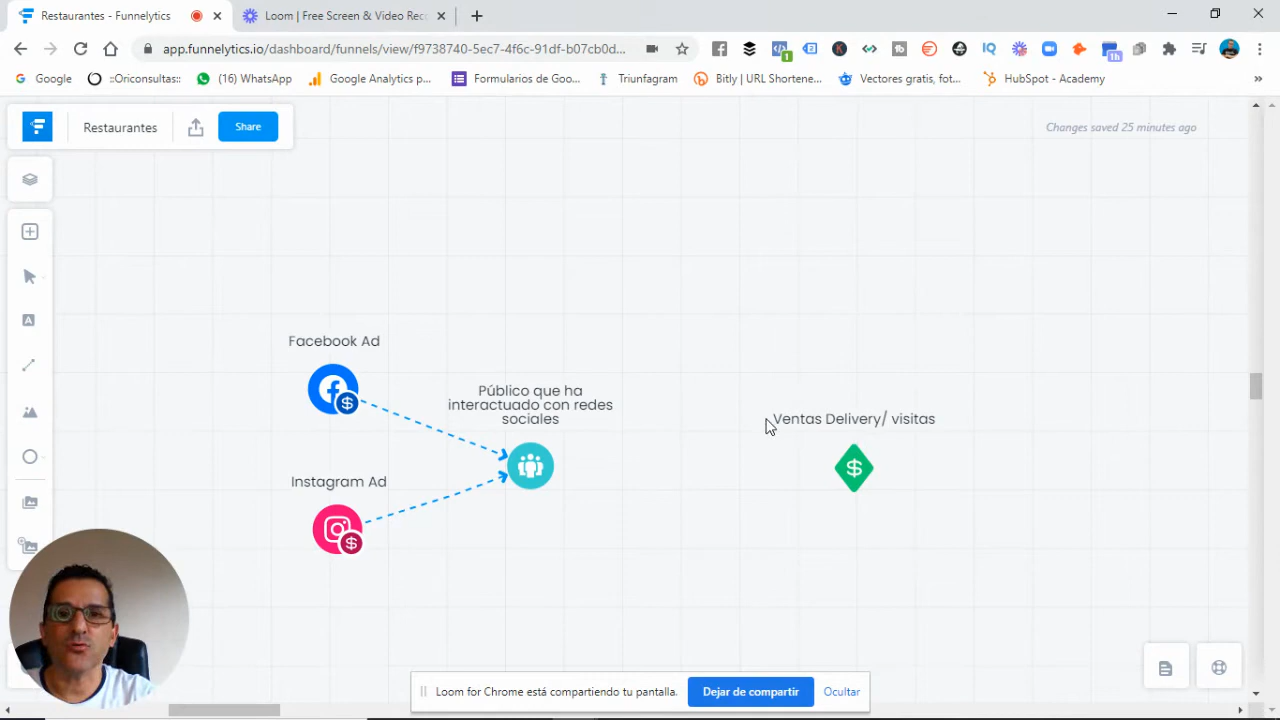 Restaurantes - Funnelytics
Loom | Free Screen & Video Rec
app.funnelytics.io/dashboard/funnels/view/f9738740-5ec7-4f6c-91df-b07cb0d...
1
IQ
1h
Google
::Oriconsultas::
(16) WhatsApp
Google Analytics p...
Formularios de Goo...
Triunfagram
Bitly | URL Shortene...
Vectores gratis, fot...
HubSpot - Academy
»
Restaurantes
Share
Changes saved 25 minutes ago
Facebook Ad
Público que ha
interactuado con redes
sociales
Ventas Delivery/ visitas
Instagram Ad
Loom for Chrome está compartiendo tu pantalla.
Dejar de compartir
Ocultar